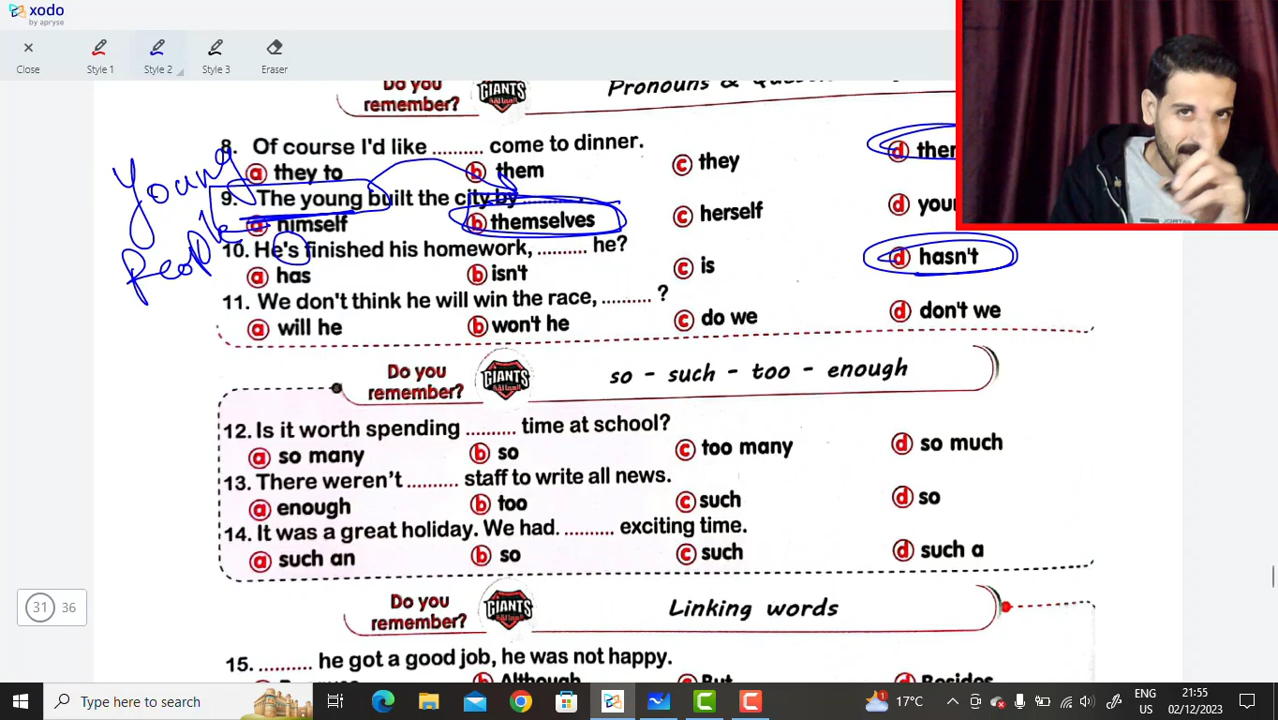 xodo
by apryse
Close
Style 1
Style 2
Style 3
Eraser
Do you
remember?
GIANTS
Pronouns &
8. Of course I'd like .......... come to dinner.
a they to
b them
c they
d
Young
People
9. The young built the city by ..........
a himself
b themselves
c herself
d
10. He's finished his homework, .......... he?
a has
b isn't
c is
d hasn't
11. We don't think he will win the race, .......... ?
a will he
b won't he
c do we
d don't we
Do you
remember?
GIANTS
so - such - too - enough
12. Is it worth spending .......... time at school?
a so many
b so
c too many
d so much
13. There weren't .......... staff to write all news.
a enough
b too
c such
d so
14. It was a great holiday. We had. .......... exciting time.
a such an
b so
c such
d such a
Do you
remember?
GIANTS
Linking words
15. .......... he got a good job, he was not happy.
b Although
c But
d Besides
31 36
Type here to search
1
17°C
ENG
US
21:55
02/12/2023